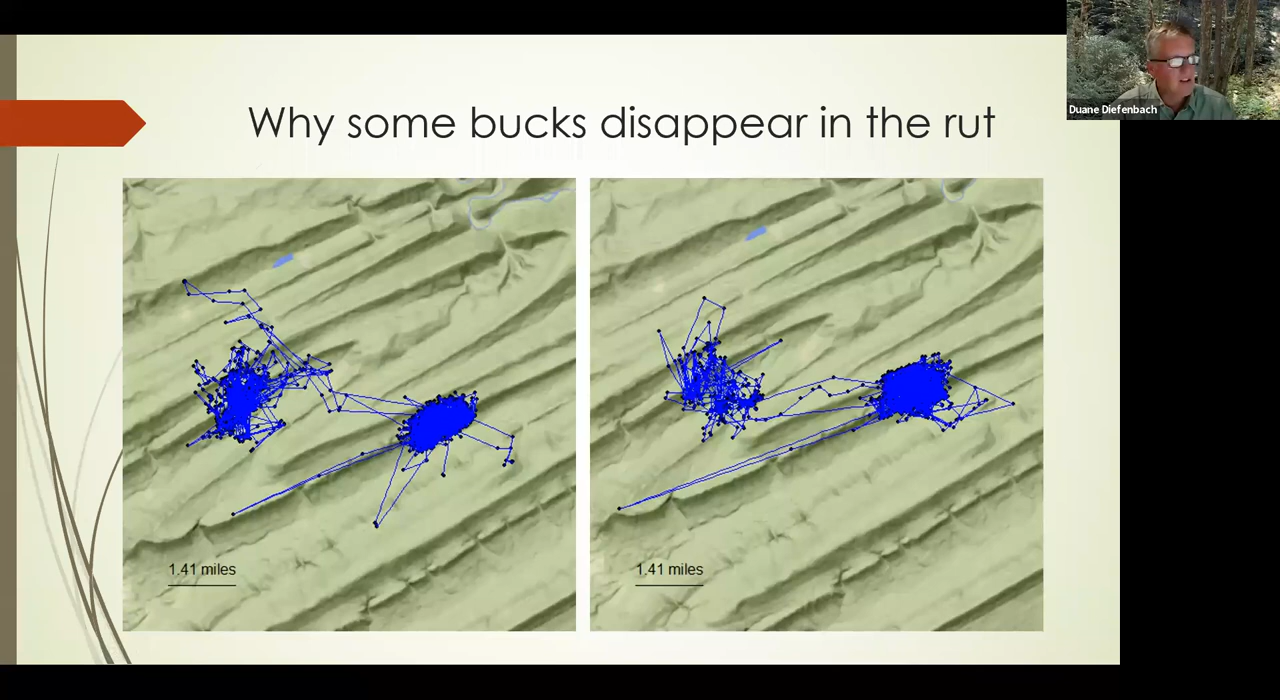 Duane Diefenbach
Why some bucks disappear in the rut
1.41 miles
1.41 miles